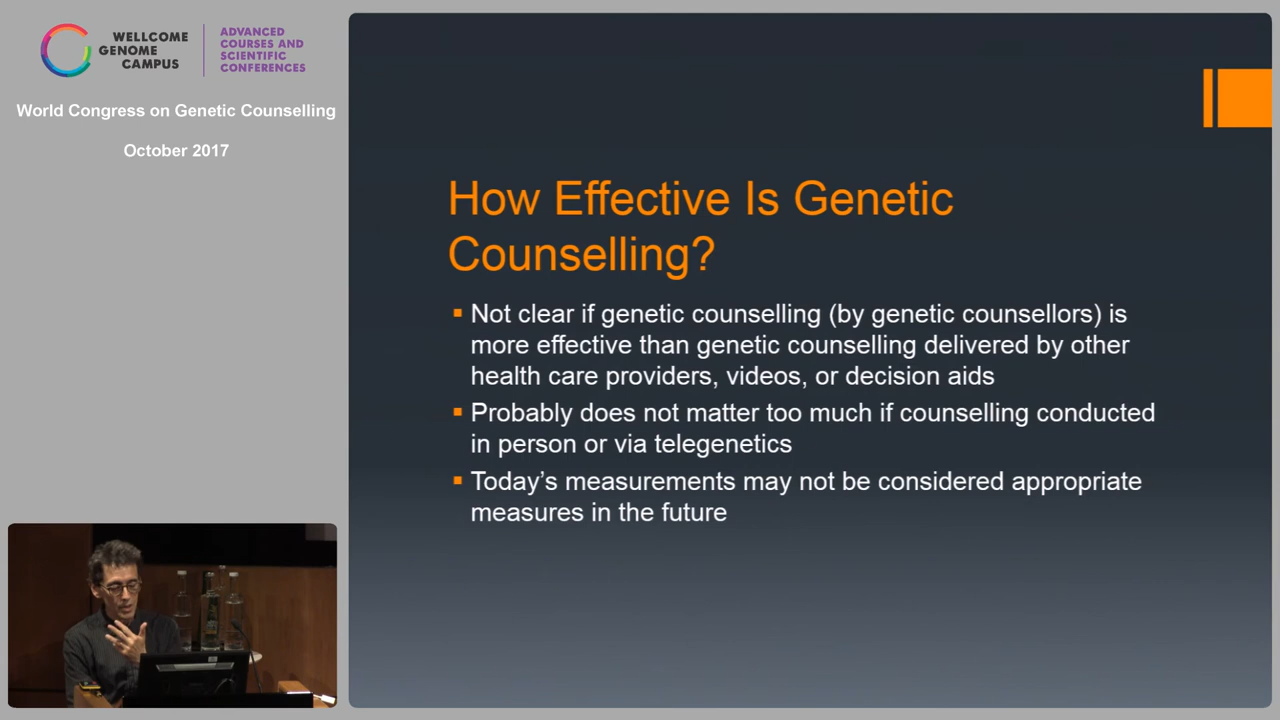 WELLCOME
GENOME
CAMPUS
ADVANCED
COURSES AND
SCIENTIFIC
CONFERENCES
World Congress on Genetic Counselling
October 2017
How Effective Is Genetic
Counselling?
Not clear if genetic counselling (by genetic counsellors) is
more effective than genetic counselling delivered by other
health care providers, videos, or decision aids
Probably does not matter too much if counselling conducted
in person or via telegenetics
Today's measurements may not be considered appropriate
measures in the future